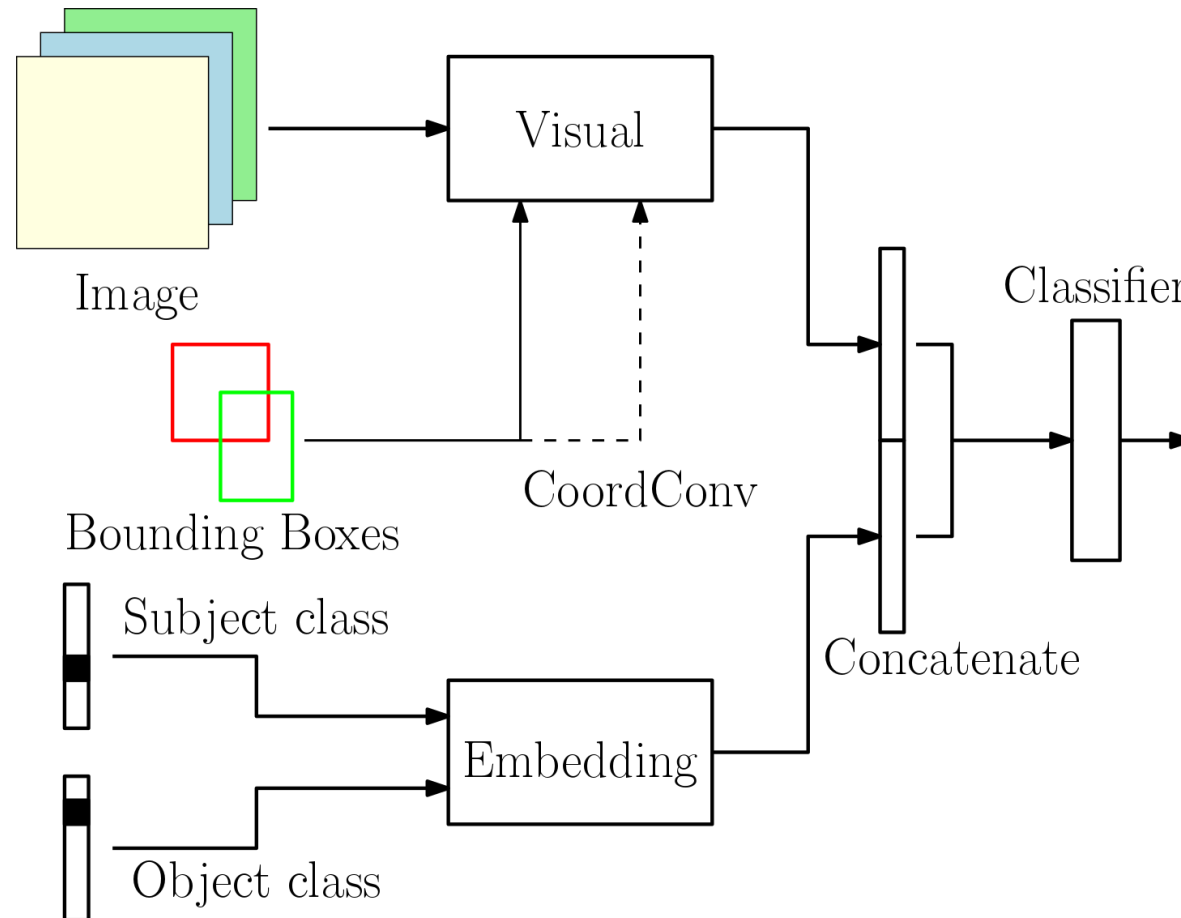 Visual
Image
Classifier
Bounding Boxes
CoordConv
Subject class
Concatenate
Embedding
Object class